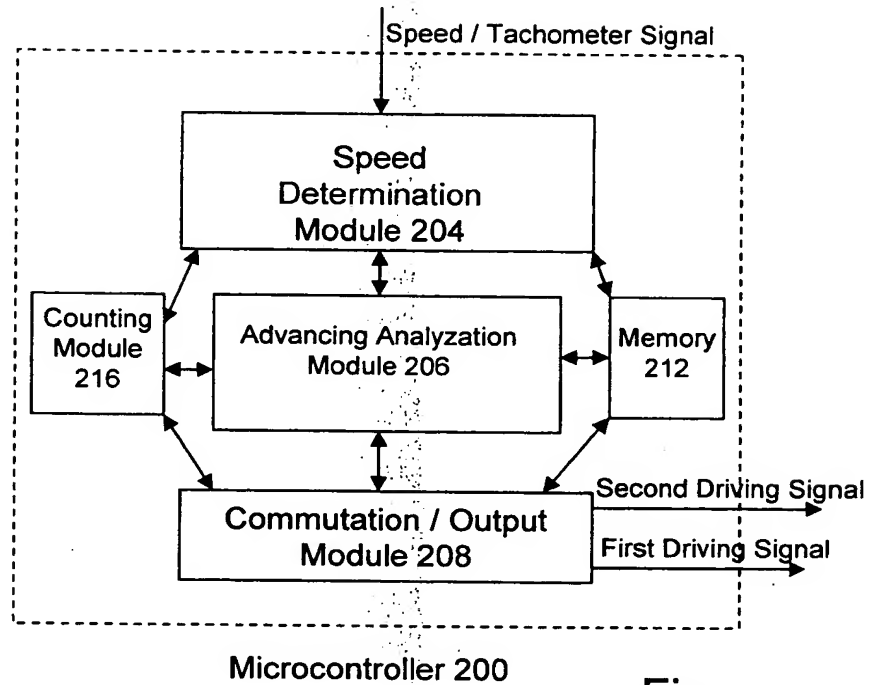 Speed / Tachometer Signal
Speed
Determination
Module 204
Counting
Module
216
Advancing Analyzation
Module 206
Memory
212
Second Driving Signal
Commutation / Output
Module 208
First Driving Signal
Microcontroller 200